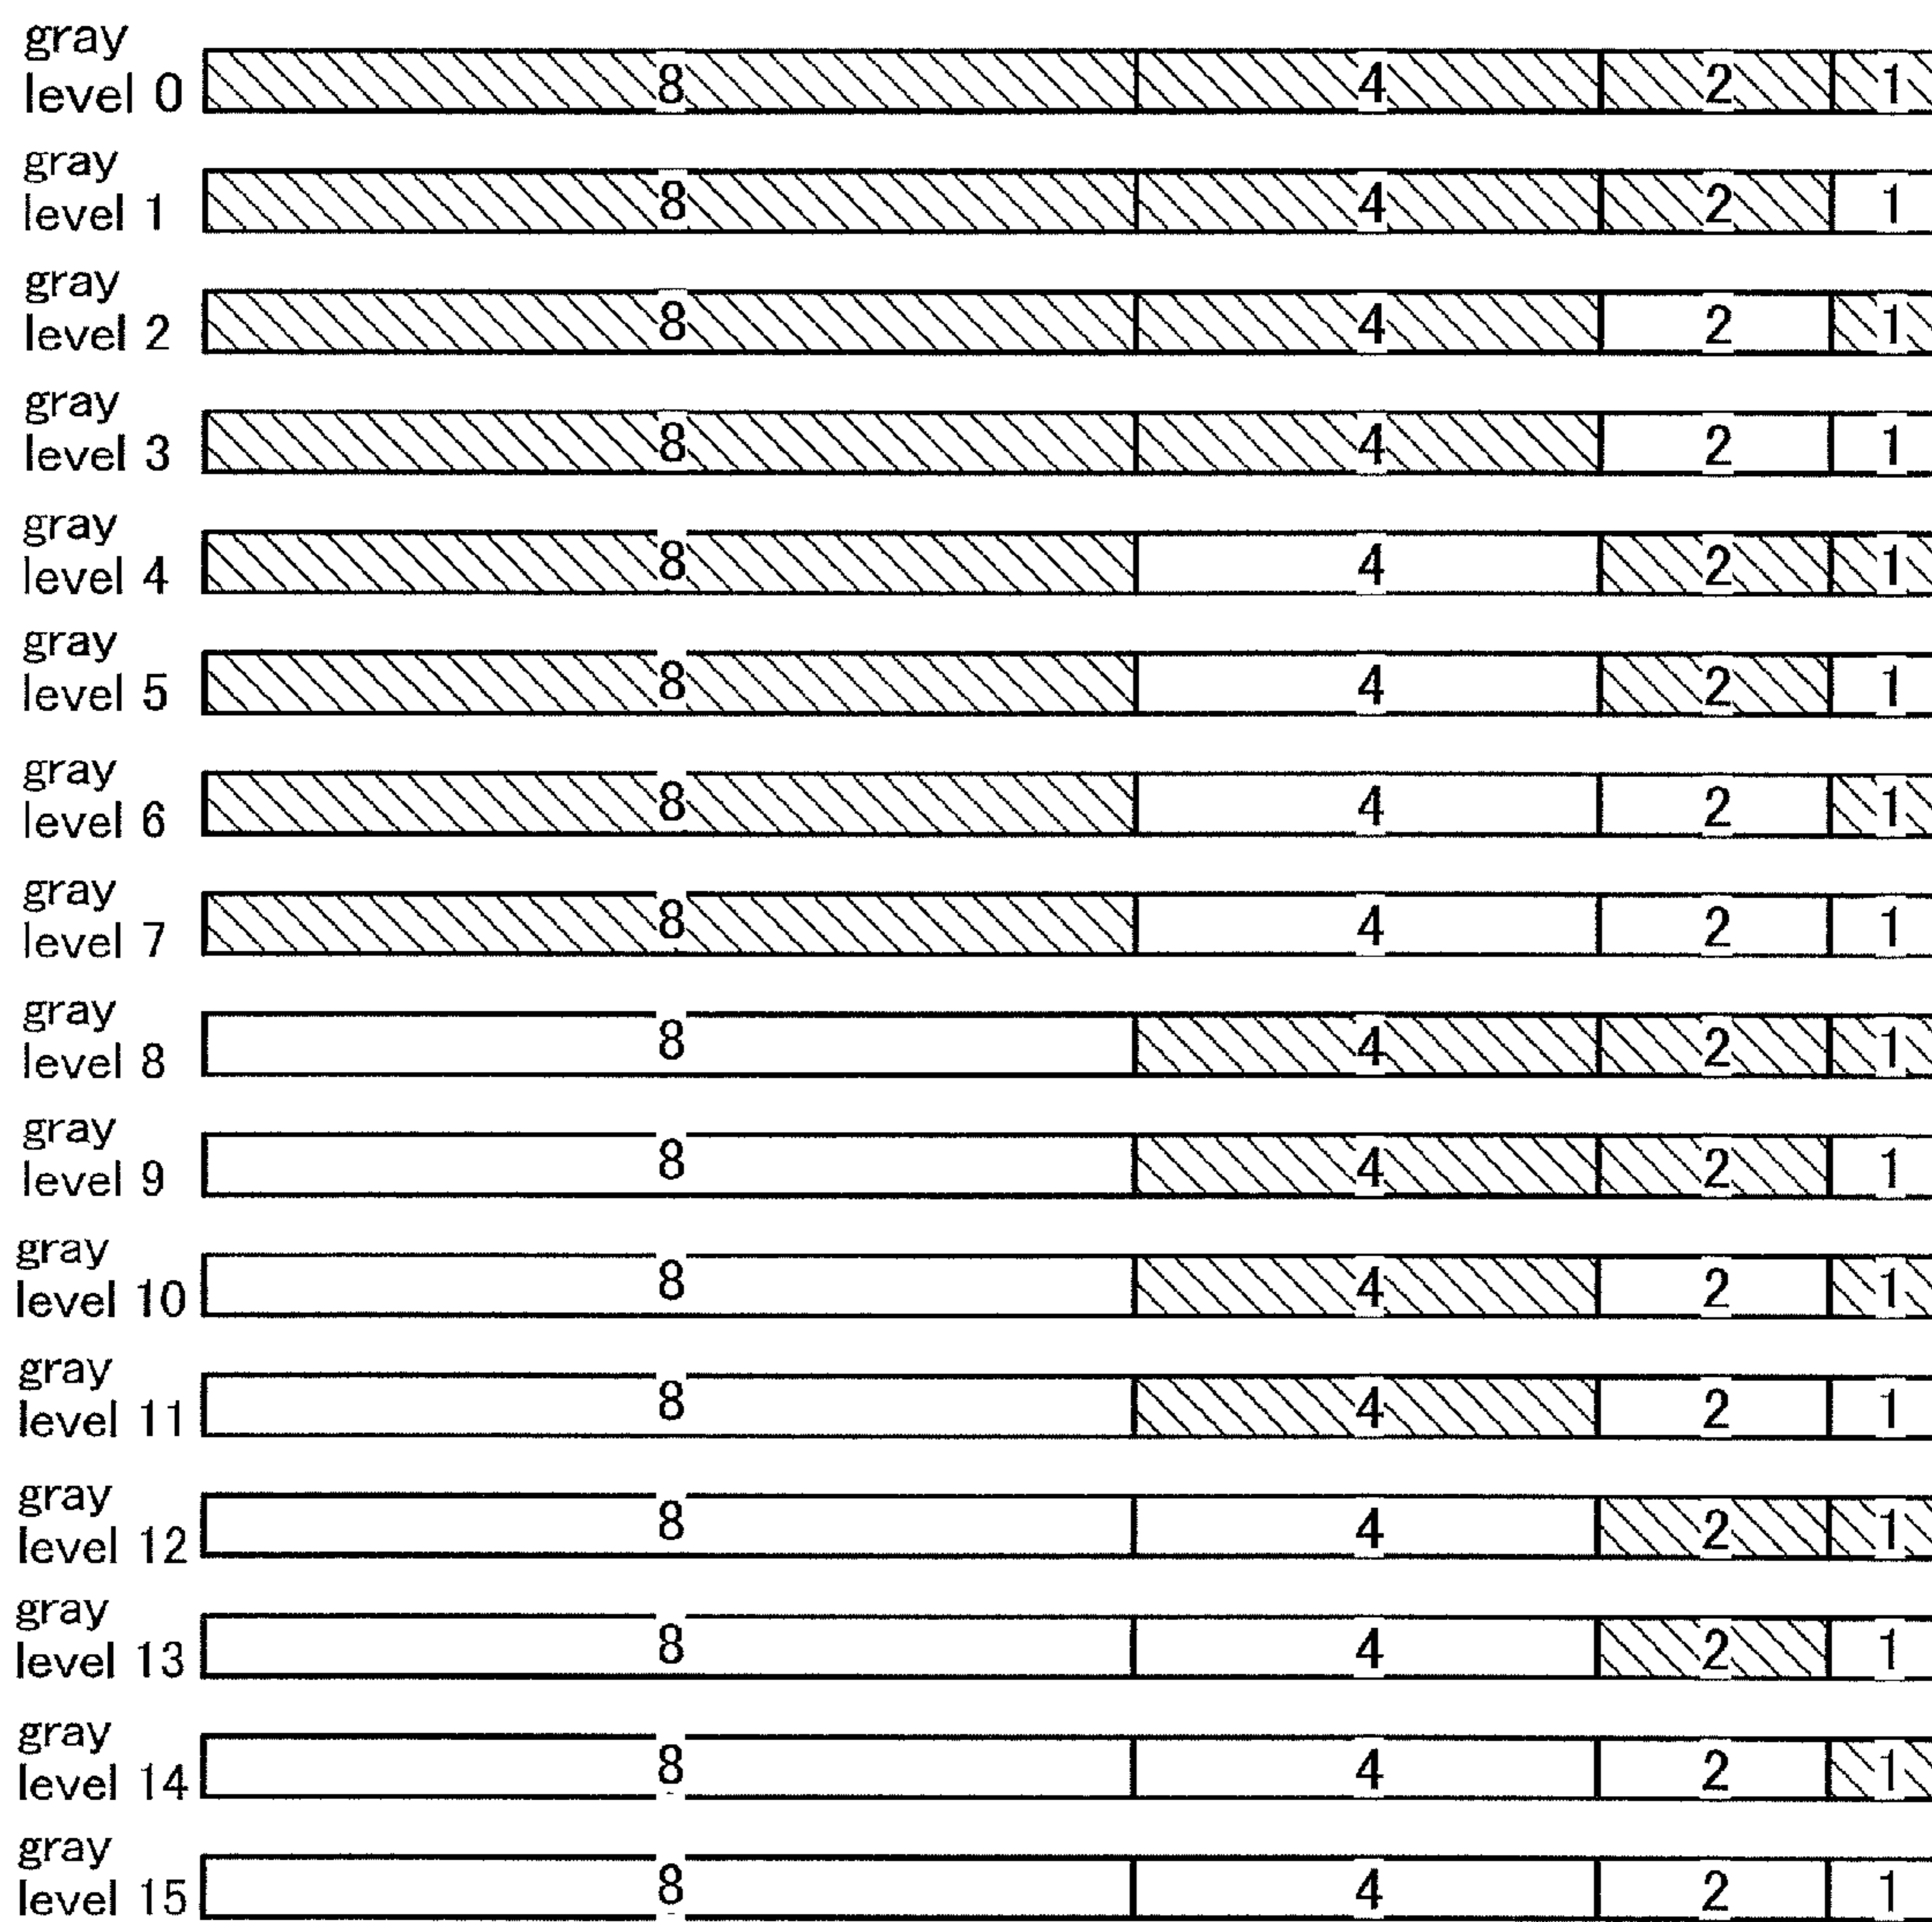 gray
level 0 8 4 2 1
gray
level 1 8 4 2 1
gray
level 2 8 4 2 1
gray
level 3 8 4 2 1
gray
level 4 8 4 2 1
gray
level 5 8 4 2 1
gray
level 6 8 4 2 1
gray
level 7 8 4 2 1
gray
level 8 8 4 2 1
gray
level 9 8 4 2 1
gray
level 10 8 4 2 1
gray
level 11 8 4 2 1
gray
level 12 8 4 2 1
gray
level 13 8 4 2 1
gray
level 14 8 4 2 1
gray
level 15 8 4 2 1